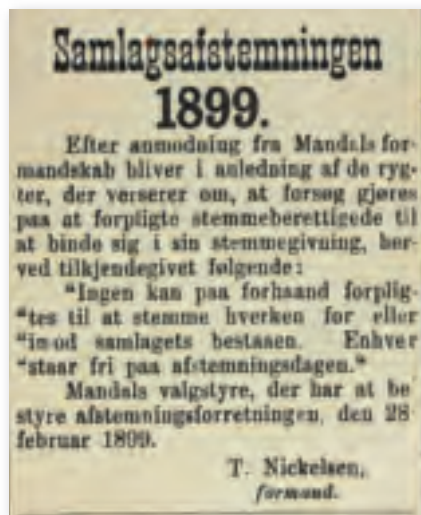 Samlagsafstemningen
1899.
Efter anmodning fra Mandals for-
mandskab bliver i anledning af de ryg-
ter, der verserer om, at forsøg gjøres
paa at forpligte stemmeberettigede til
at binde sig i sin stemmegivning, her-
ved tilkjendegivet følgende:
"Ingen kan paa forhaand forplig-
"tes til at stemme hverken for eller
"imod samlagets bestaaen. Enhver
"staar fri paa afstemningsdagen."
Mandals valgstyre, der har at be
styre afstemningsforretningen, den 28
februar 1899.
T. Nickelsen,
formand.